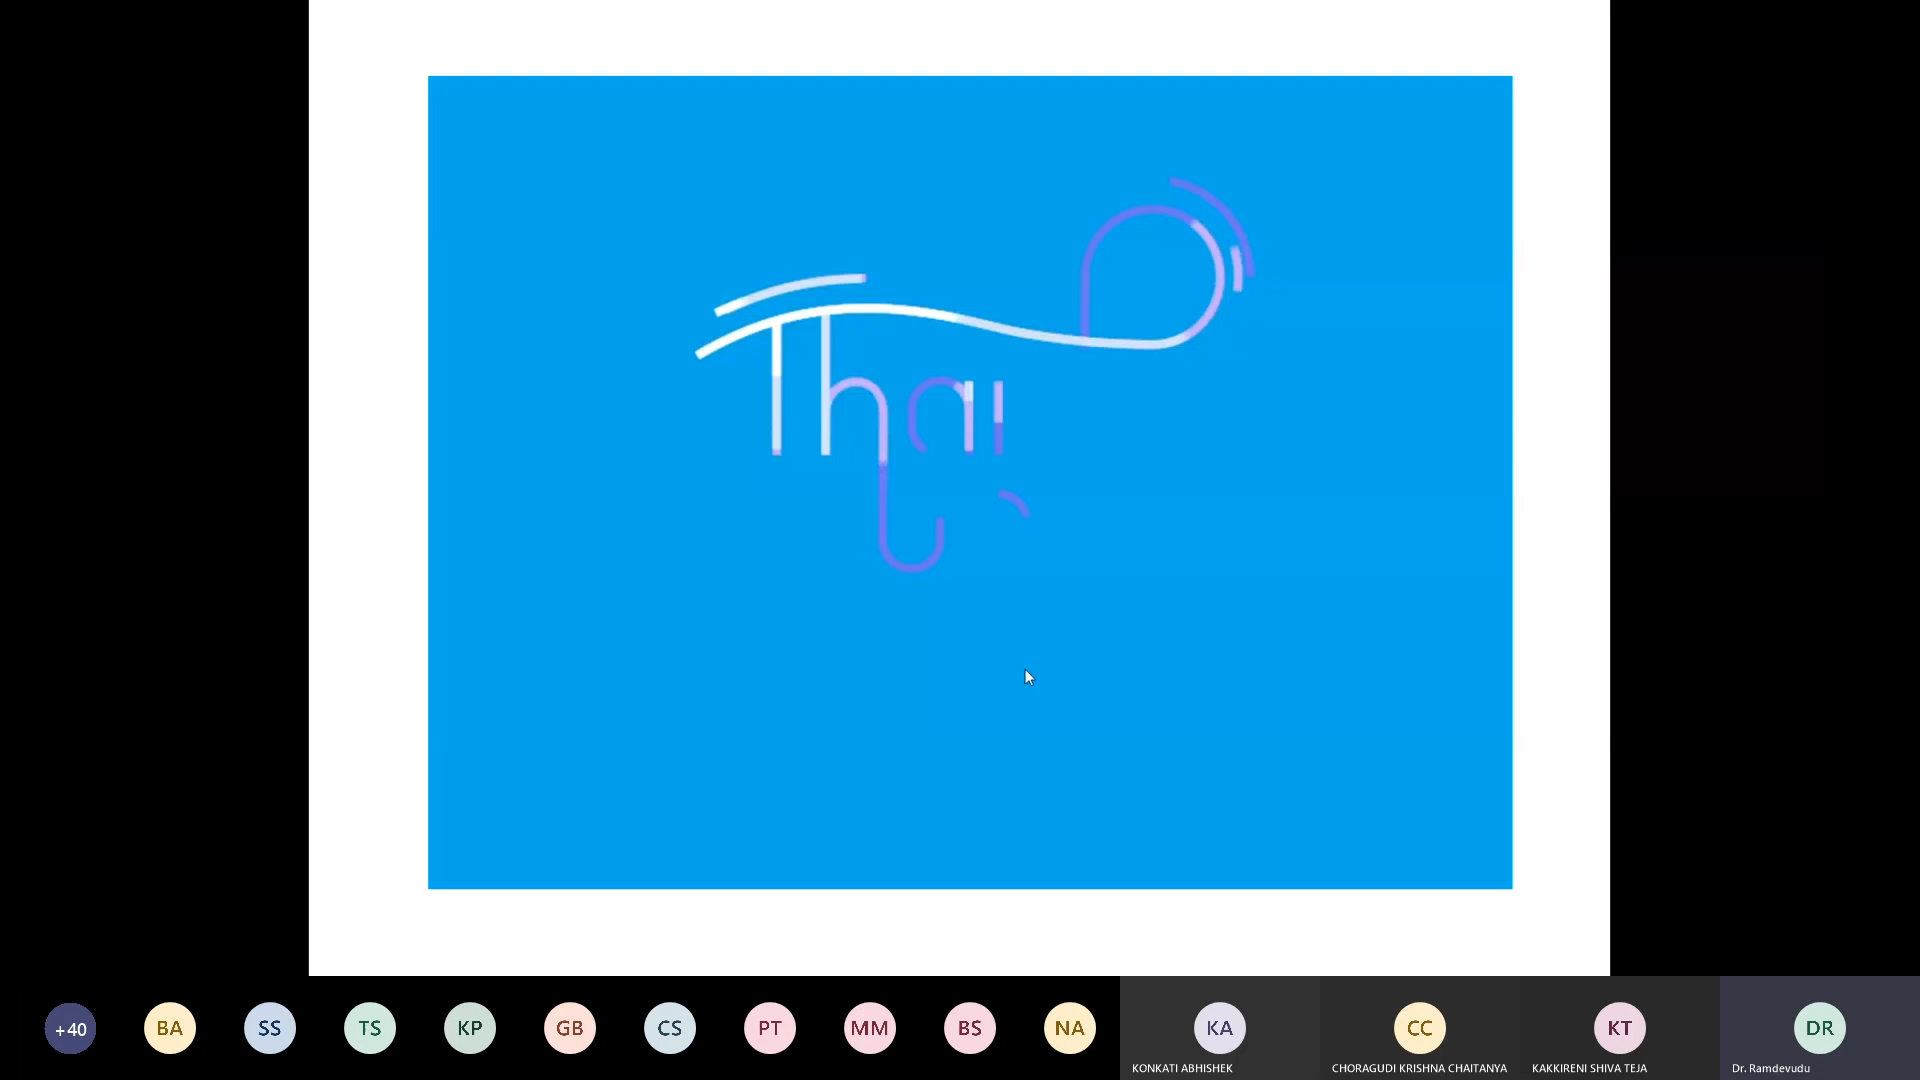 Thai
+40
BA
SS
TS
KP
GB
CS
PT
MM
BS
NA
KA
CC
KT
DR
KONKATI ABHISHEK
CHORAGUDI KRISHNA CHAITANYA
KAKKIRENI SHIVA TEJA
Dr. Ramdevudu